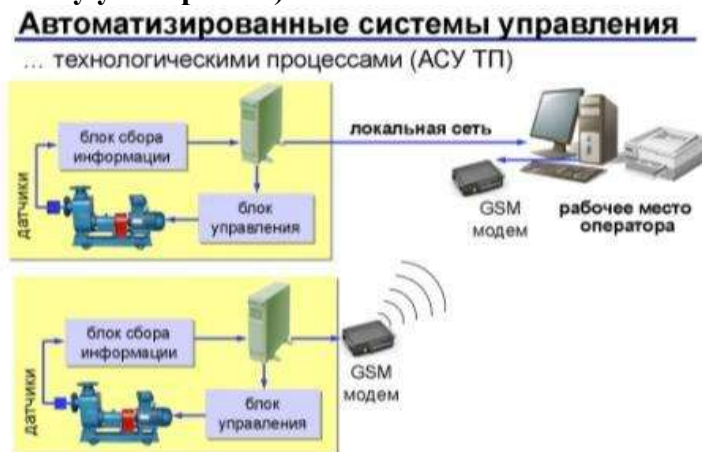 Автоматизированные системы управления
... технологическими процессами (АСУ ТП)
блок сбора
информации
локальная сеть
датчики
блок
управления
GSM
модем
рабочее место
оператора
блок сбора
информации
датчики
блок
управления
GSM
модем